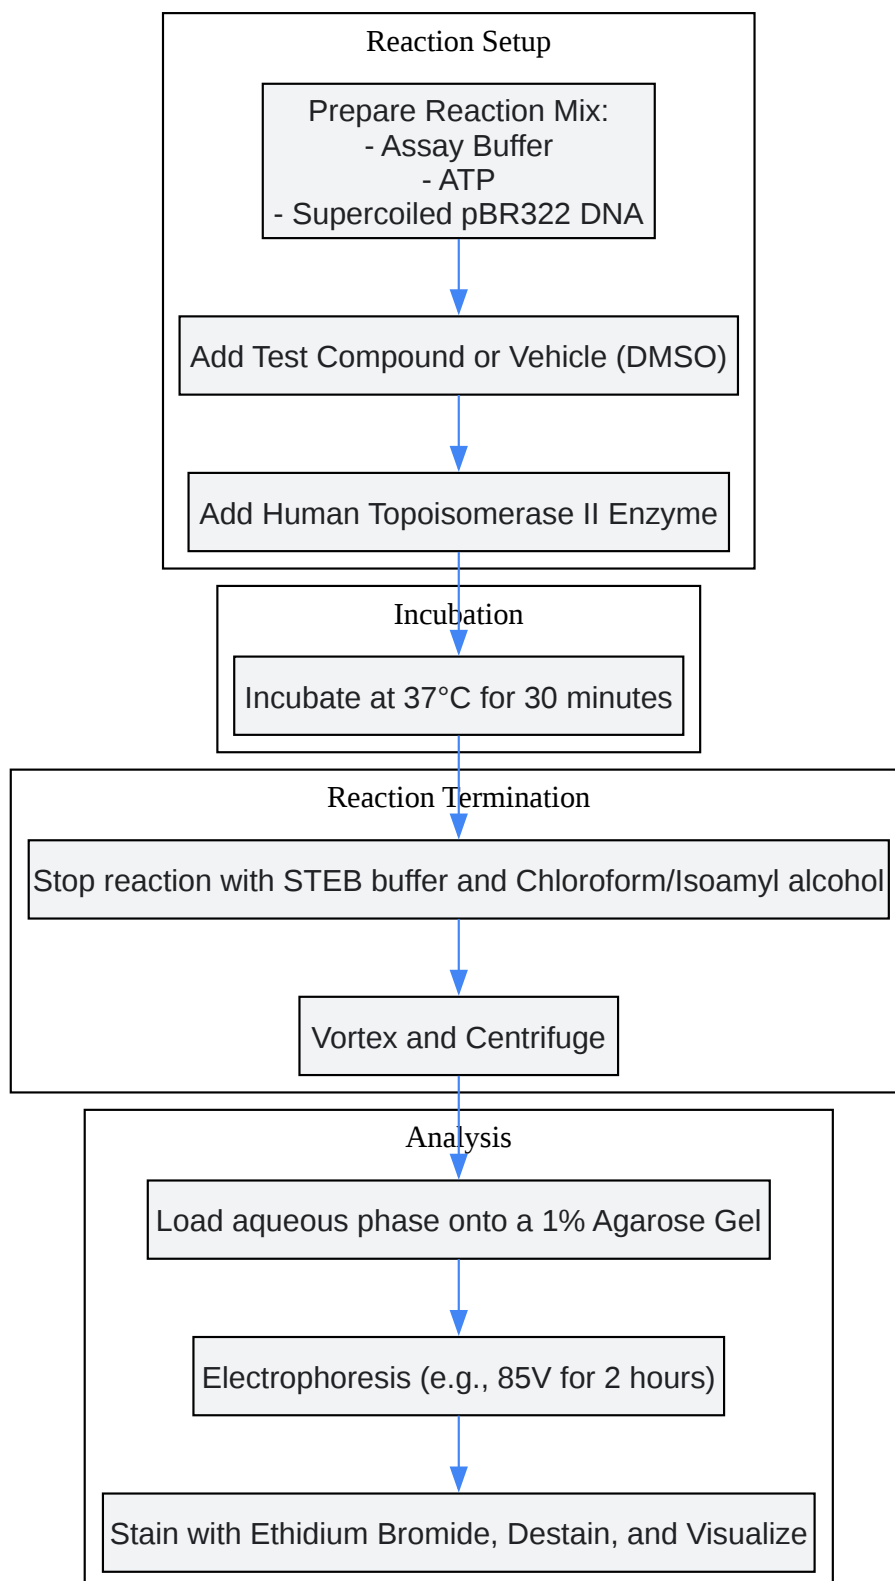 Reaction Setup
Prepare Reaction Mix:
- Assay Buffer
- ATP
- Supercoiled pBR322 DNA
Add Test Compound or Vehicle (DMSO)
Add Human Topoisomerase II Enzyme
Incubation
Incubate at 37°C for 30 minutes
Reaction Termination
Stop reaction with STEB buffer and Chloroform/Isoamyl alcohol
Vortex and Centrifuge
Analysis
Load aqueous phase onto a 1% Agarose Gel
Electrophoresis (e.g., 85V for 2 hours)
Stain with Ethidium Bromide, Destain, and Visualize